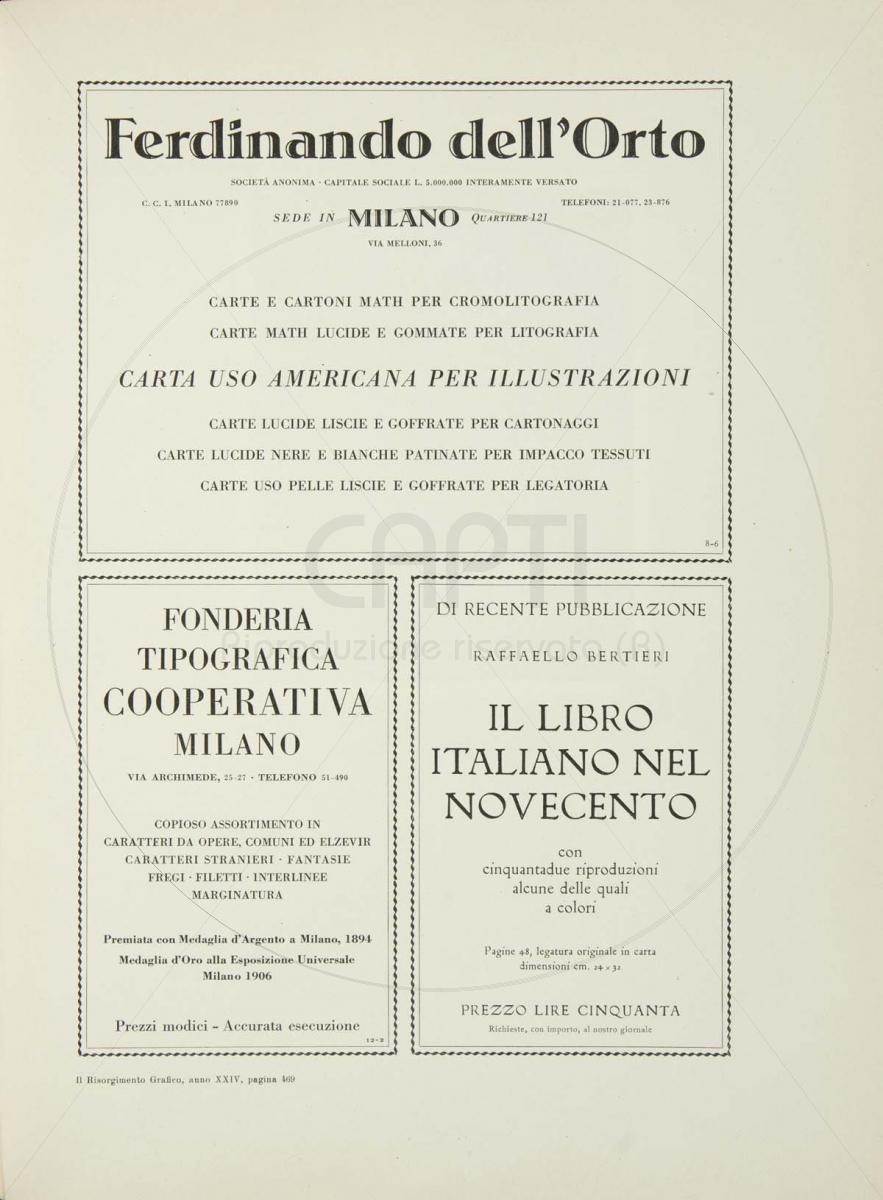 Ferdinando dell'Orto
SOCIETÀ ANONIMA · CAPITALE SOCIALE L. 5.000.000 INTERAMENTE VERSATO
C. C. I. MILANO 77890
TELEFONI: 21-077, 23-876
SEDE IN MILANO QUARTIERE 121
VIA MELLONI, 36
CARTE E CARTONI MATH PER CROMOLITOGRAFIA
CARTE MATH LUCIDE E GOMMATE PER LITOGRAFIA
CARTA USO AMERICANA PER ILLUSTRAZIONI
CARTE LUCIDE LISCIE E GOFFRATE PER CARTONAGGI
CARTE LUCIDE NERE E BIANCHE PATINATE PER IMPACCO TESSUTI
CARTE USO PELLE LISCIE E GOFFRATE PER LEGATORIA
8-6
CAPTI
Riproduzione riservata (R)
FONDERIA
TIPOGRAFICA
COOPERATIVA
MILANO
VIA ARCHIMEDE, 25-27 · TELEFONO 51-490
COPIOSO ASSORTIMENTO IN
CARATTERI DA OPERE, COMUNI ED ELZEVIR
CARATTERI STRANIERI · FANTASIE
FREGI · FILETTI · INTERLINEE
MARGINATURA
Premiata con Medaglia d'Argento a Milano, 1894
Medaglia d'Oro alla Esposizione Universale
Milano 1906
Prezzi modici - Accurata esecuzione
12-2
DI RECENTE PUBBLICAZIONE
RAFFAELLO BERTIERI
IL LIBRO
ITALIANO NEL
NOVECENTO
con
cinquantadue riproduzioni
alcune delle quali
a colori
Pagine 48, legatura originale in carta
dimensioni cm. 24 x 32
PREZZO LIRE CINQUANTA
Richieste, con importo, al nostro giornale
Il Risorgimento Grafico, anno XXIV, pagina 469